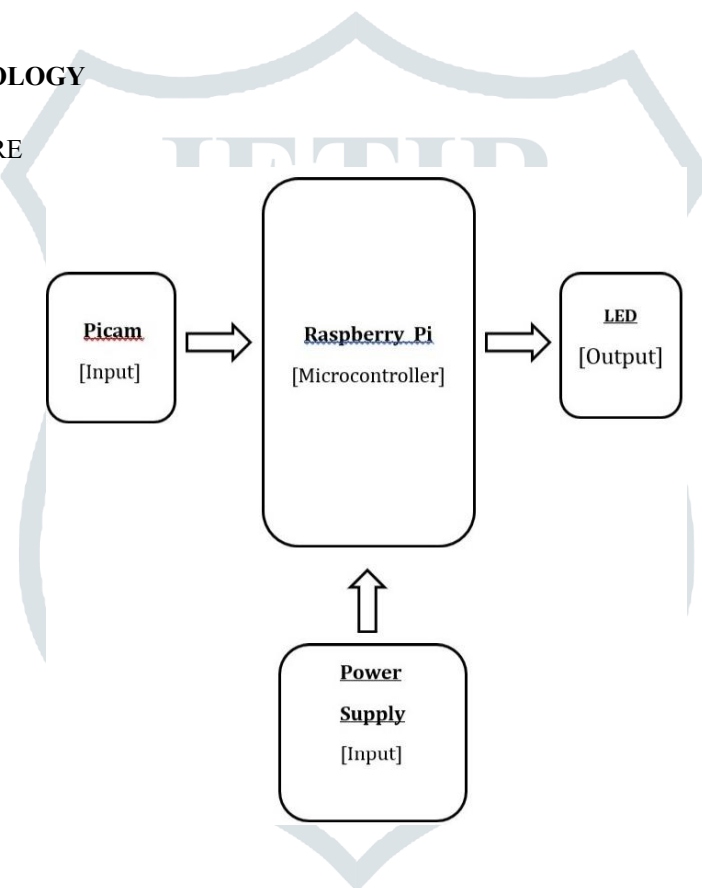 OLOGY
RE
Picam
[Input]
Raspberry Pi
[Microcontroller]
LED
[Output]
Power
Supply
[Input]